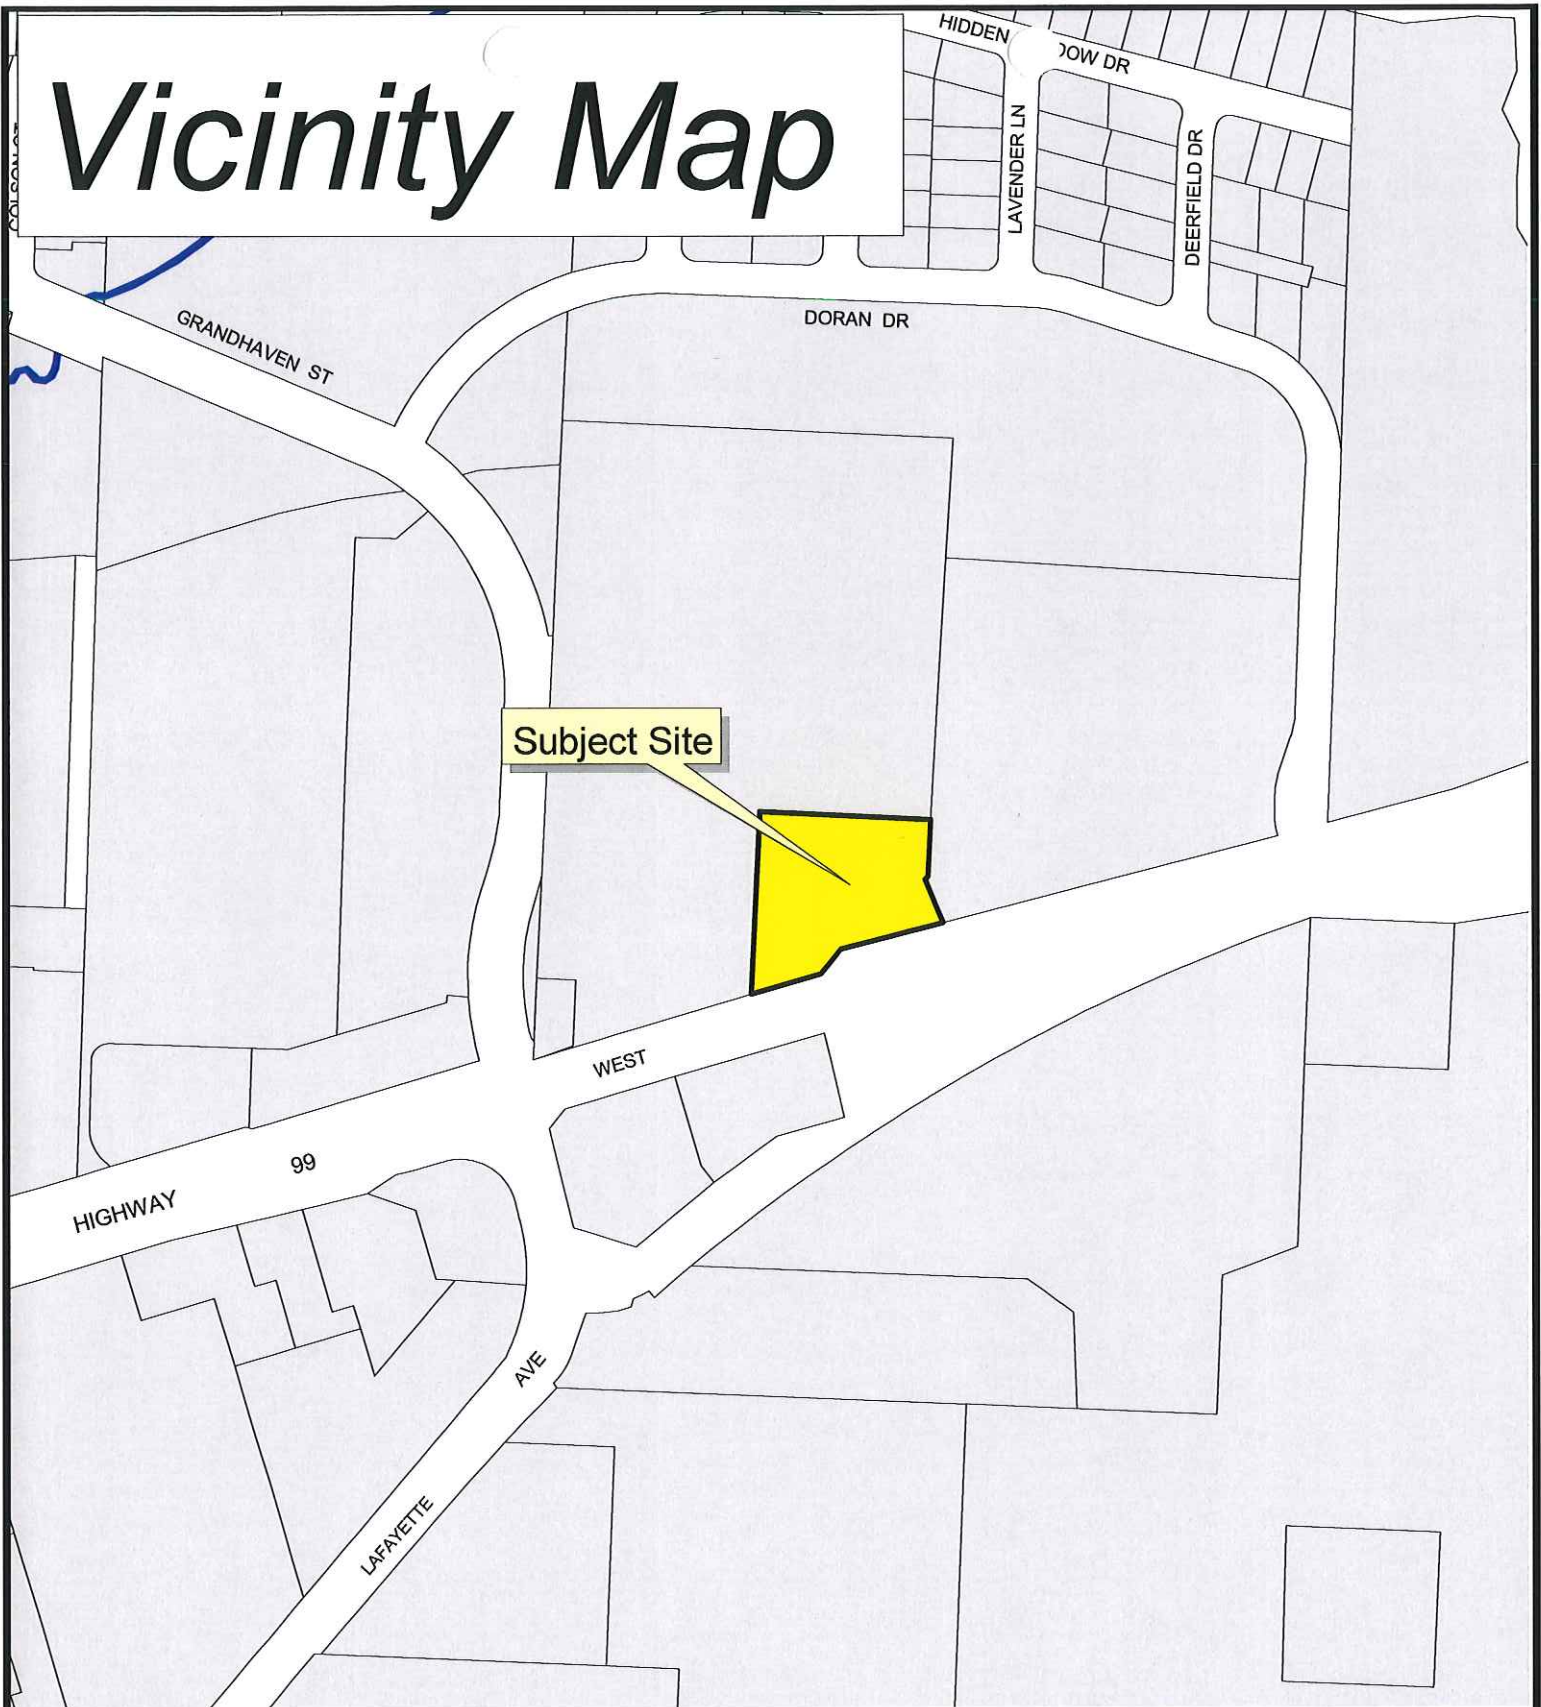 Vicinity Map
HIDDEN
DOW DR
LAVENDER LN
DEERFIELD DR
GRANDHAVEN ST
DORAN DR
Subject Site
WEST
99
HIGHWAY
AVE
LAFAYETTE